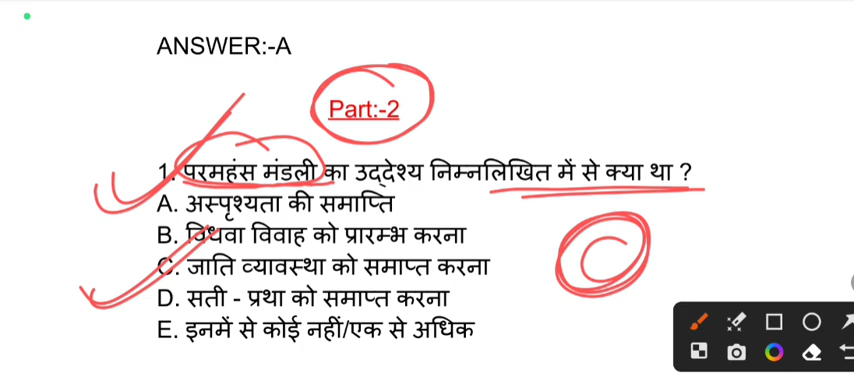 ANSWER:-A
Part:-2
1. परमहंस मंडली का उद्देश्य निम्नलिखित में से क्या था ?
A. अस्पृश्यता की समाप्ति
B. विधवा विवाह को प्रारम्भ करना
C. जाति व्यावस्था को समाप्त करना
D. सती - प्रथा को समाप्त करना
E. इनमें से कोई नहीं/एक से अधिक